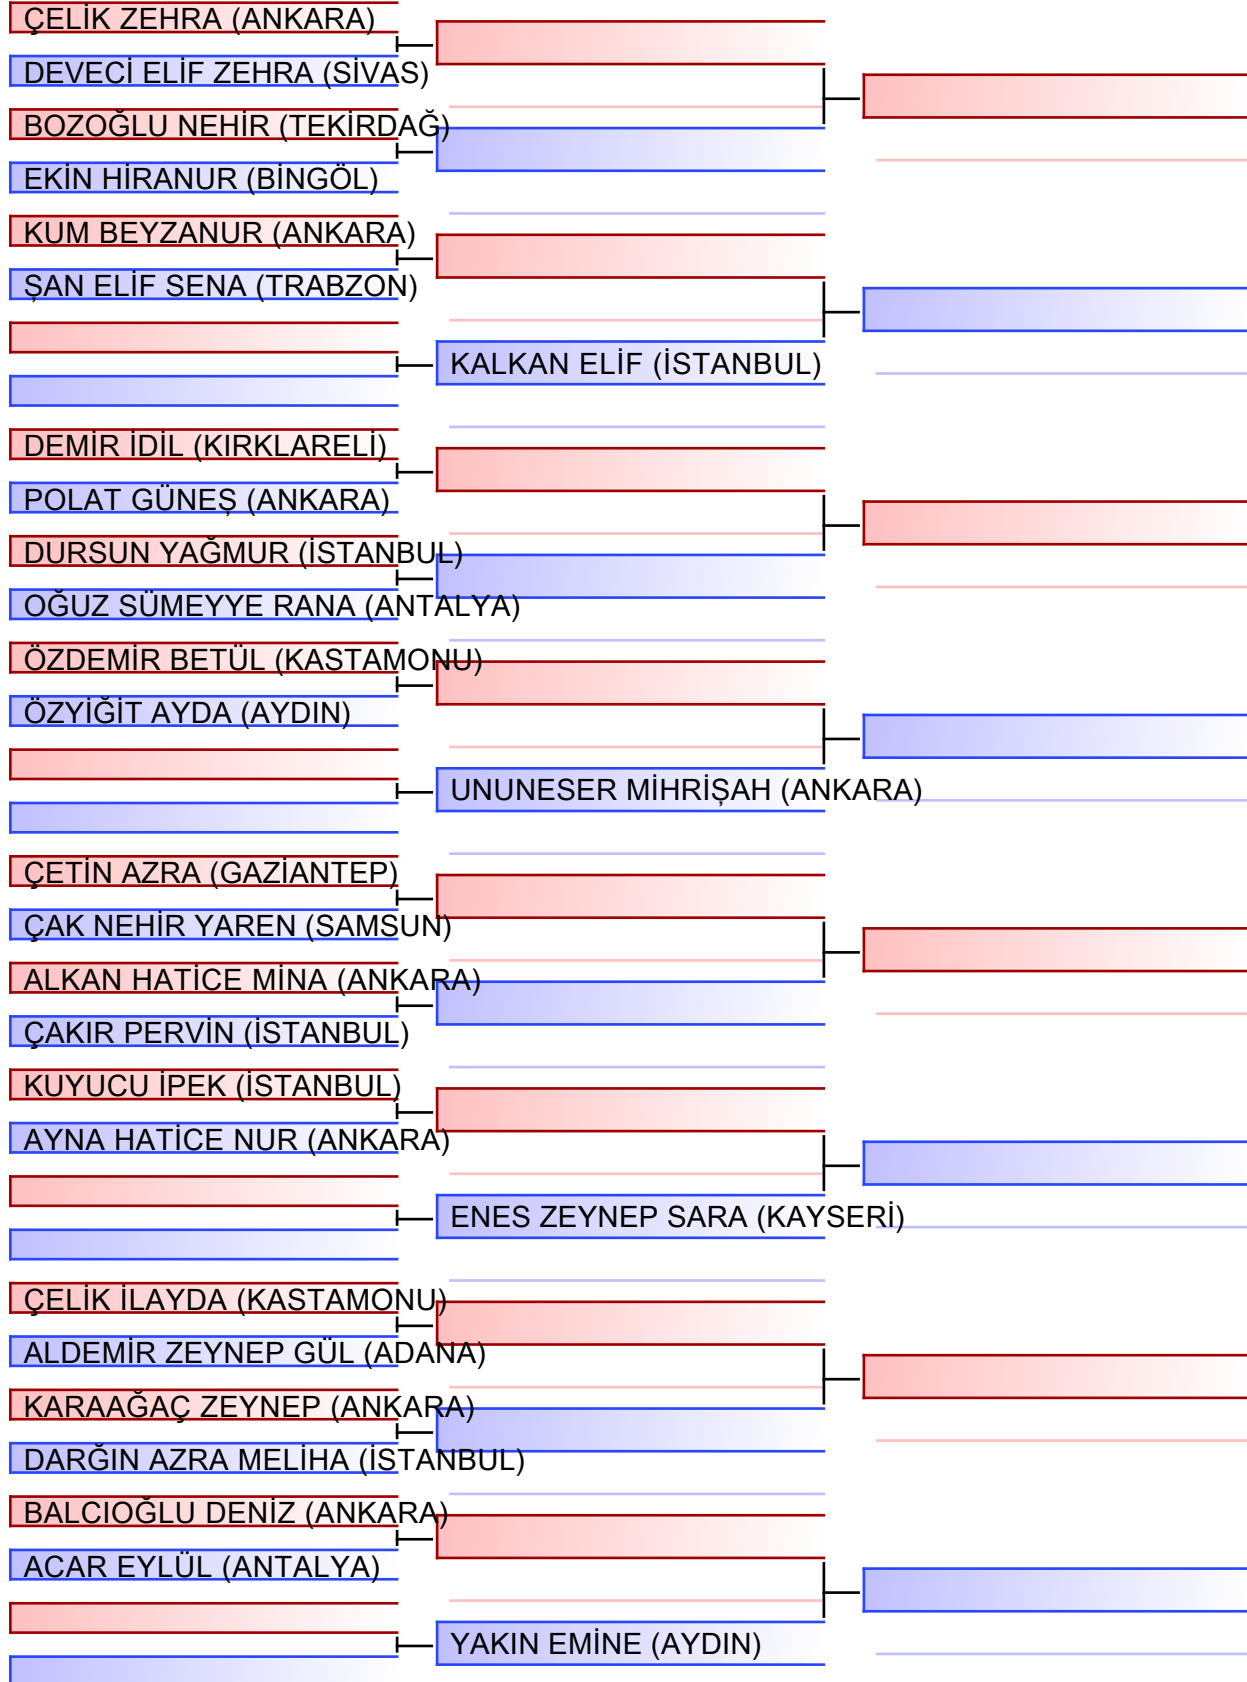 ÇELİK ZEHRA (ANKARA)
DEVECİ ELİF ZEHRA (SİVAS)
BOZOĞLU NEHİR (TEKİRDAĞ)
EKİN HİRANUR (BİNGÖL)
KUM BEYZANUR (ANKARA)
ŞAN ELİF SENA (TRABZON)
KALKAN ELİF (İSTANBUL)
DEMİR İDİL (KIRKLARELİ)
POLAT GÜNEŞ (ANKARA)
DURSUN YAĞMUR (İSTANBUL)
OĞUZ SÜMEYYE RANA (ANTALYA)
ÖZDEMİR BETÜL (KASTAMONU)
ÖZYİĞİT AYDA (AYDIN)
UNUNESER MİHRİŞAH (ANKARA)
ÇETİN AZRA (GAZİANTEP)
ÇAK NEHİR YAREN (SAMSUN)
ALKAN HATİCE MİNA (ANKARA)
ÇAKIR PERVİN (İSTANBUL)
KUYUCU İPEK (İSTANBUL)
AYNA HATİCE NUR (ANKARA)
ENES ZEYNEP SARA (KAYSERİ)
ÇELİK İLAYDA (KASTAMONU)
ALDEMİR ZEYNEP GÜL (ADANA)
KARAAĞAÇ ZEYNEP (ANKARA)
DARĞIN AZRA MELİHA (İSTANBUL)
BALCIOĞLU DENİZ (ANKARA)
ACAR EYLÜL (ANTALYA)
YAKIN EMİNE (AYDIN)